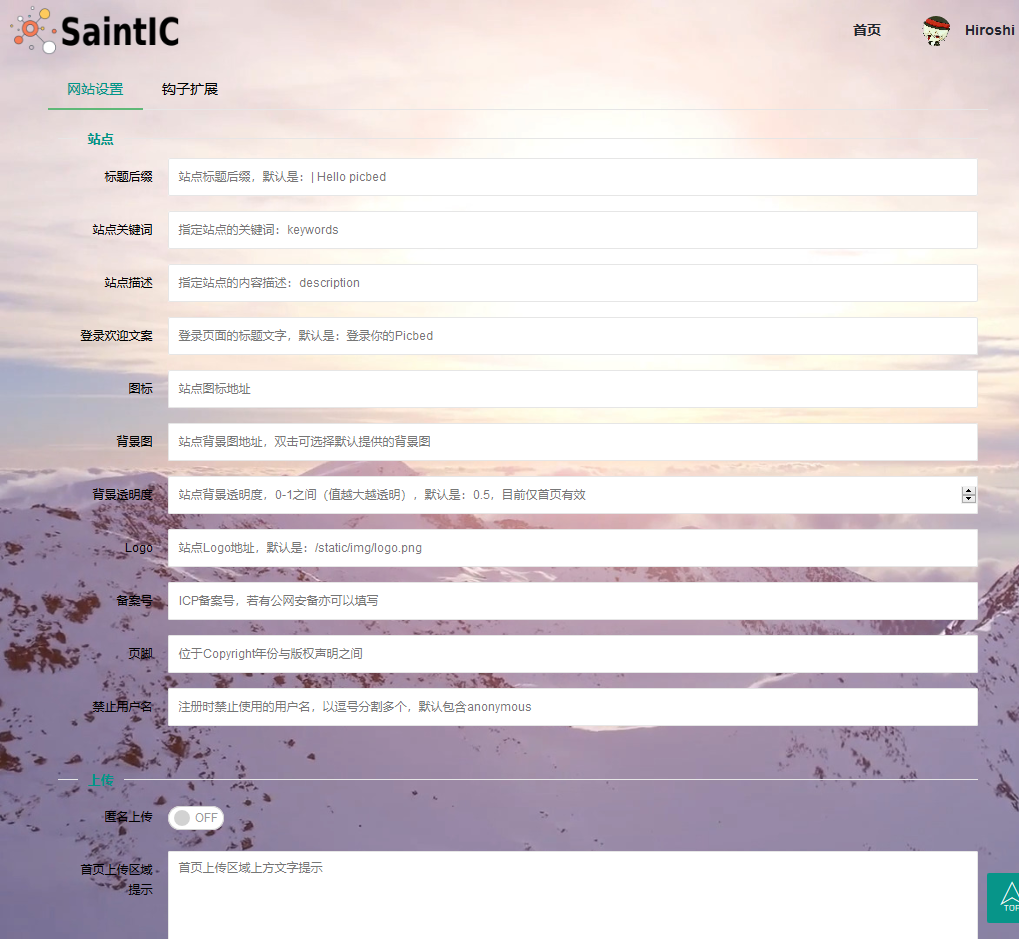 SaintIC
首页
Hiroshi
网站设置
钩子扩展
站点
标题后缀
站点标题后缀，默认是：| Hello picbed
站点关键词
指定站点的关键词：keywords
站点描述
指定站点的内容描述：description
登录欢迎文案
登录页面的标题文字，默认是：登录你的Picbed
图标
站点图标地址
背景图
站点背景图地址，双击可选择默认提供的背景图
背景透明度
站点背景透明度，0-1之间（值越大越透明），默认是：0.5，目前仅首页有效
Logo
站点Logo地址，默认是：/static/img/logo.png
备案号
ICP备案号，若有公网安备亦可以填写
页脚
位于Copyright年份与版权声明之间
禁止用户名
注册时禁止使用的用户名，以逗号分割多个，默认包含anonymous
上传
匿名上传
OFF
首页上传区域
提示
首页上传区域上方文字提示
TOP